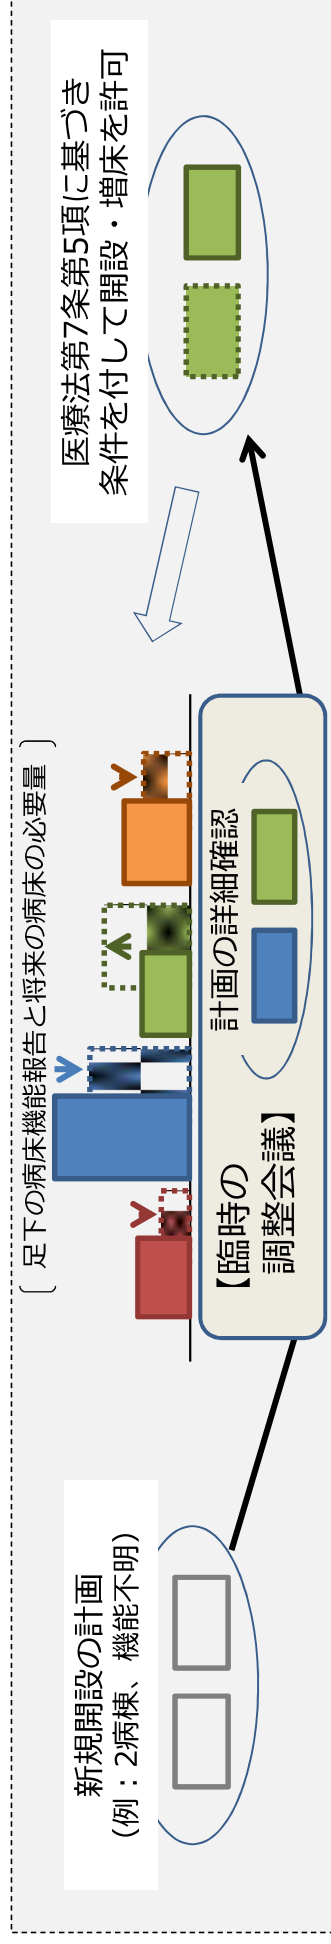 新規開設の計画
(例：2病棟、機能不明)
足下の病床機能報告と将来の病床の必要量
【臨時の
調整会議】
計画の詳細確認
医療法第7条第5項に基づき
条件を付して開設・増床を許可